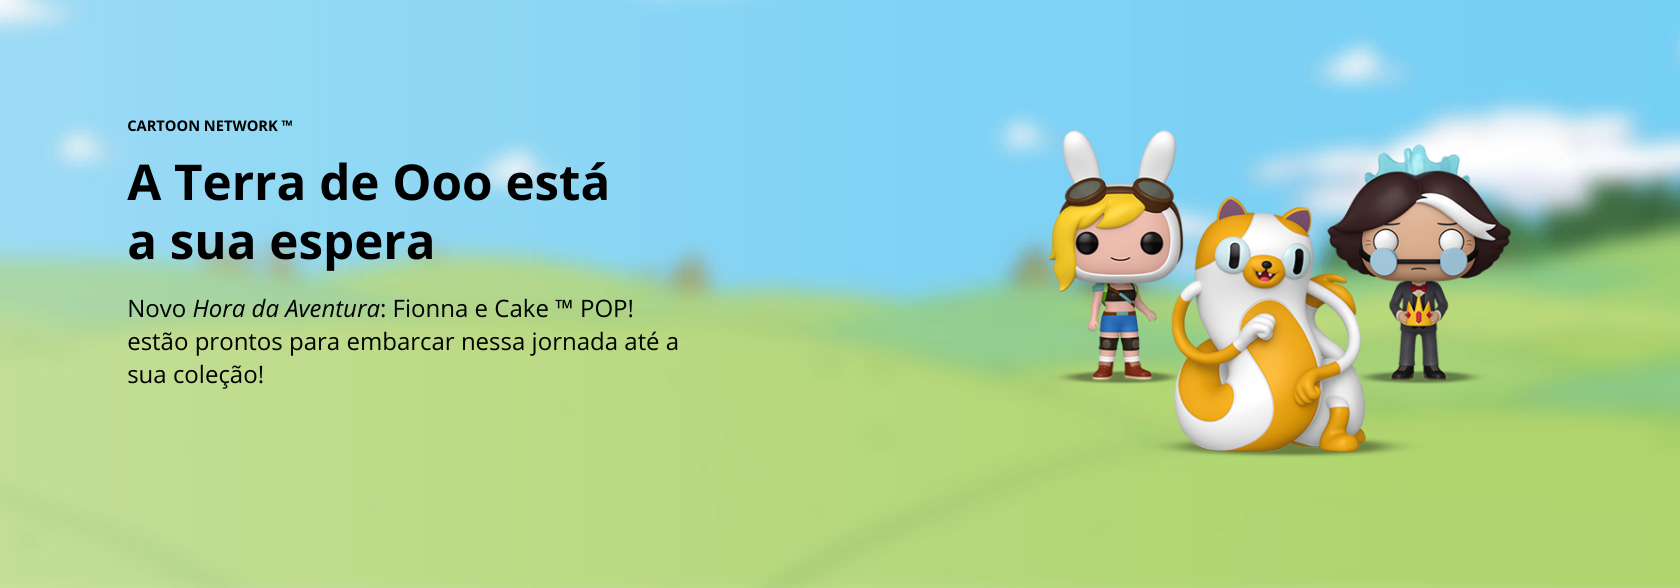 CARTOON NETWORK ™
A Terra de Ooo está
a sua espera
Novo Hora da Aventura: Fionna e Cake ™ POP!
estão prontos para embarcar nessa jornada até a
sua coleção!